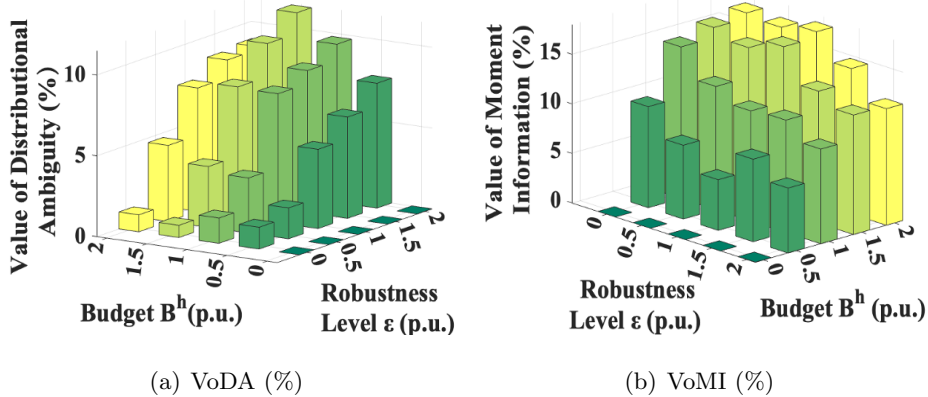 Value of Distributional
Ambiguity (%)
10
5
0
2
1.5
1
0.5
0
Budget Bʰ(p.u.)
0
0.5
1
1.5
2
Robustness
Level ε (p.u.)
(a) VoDA (%)
Value of Moment
Information (%)
15
10
5
0
0
0.5
1
1.5
2
Robustness
Level ε (p.u.)
0
0.5
1
1.5
2
Budget Bʰ (p.u.)
(b) VoMI (%)